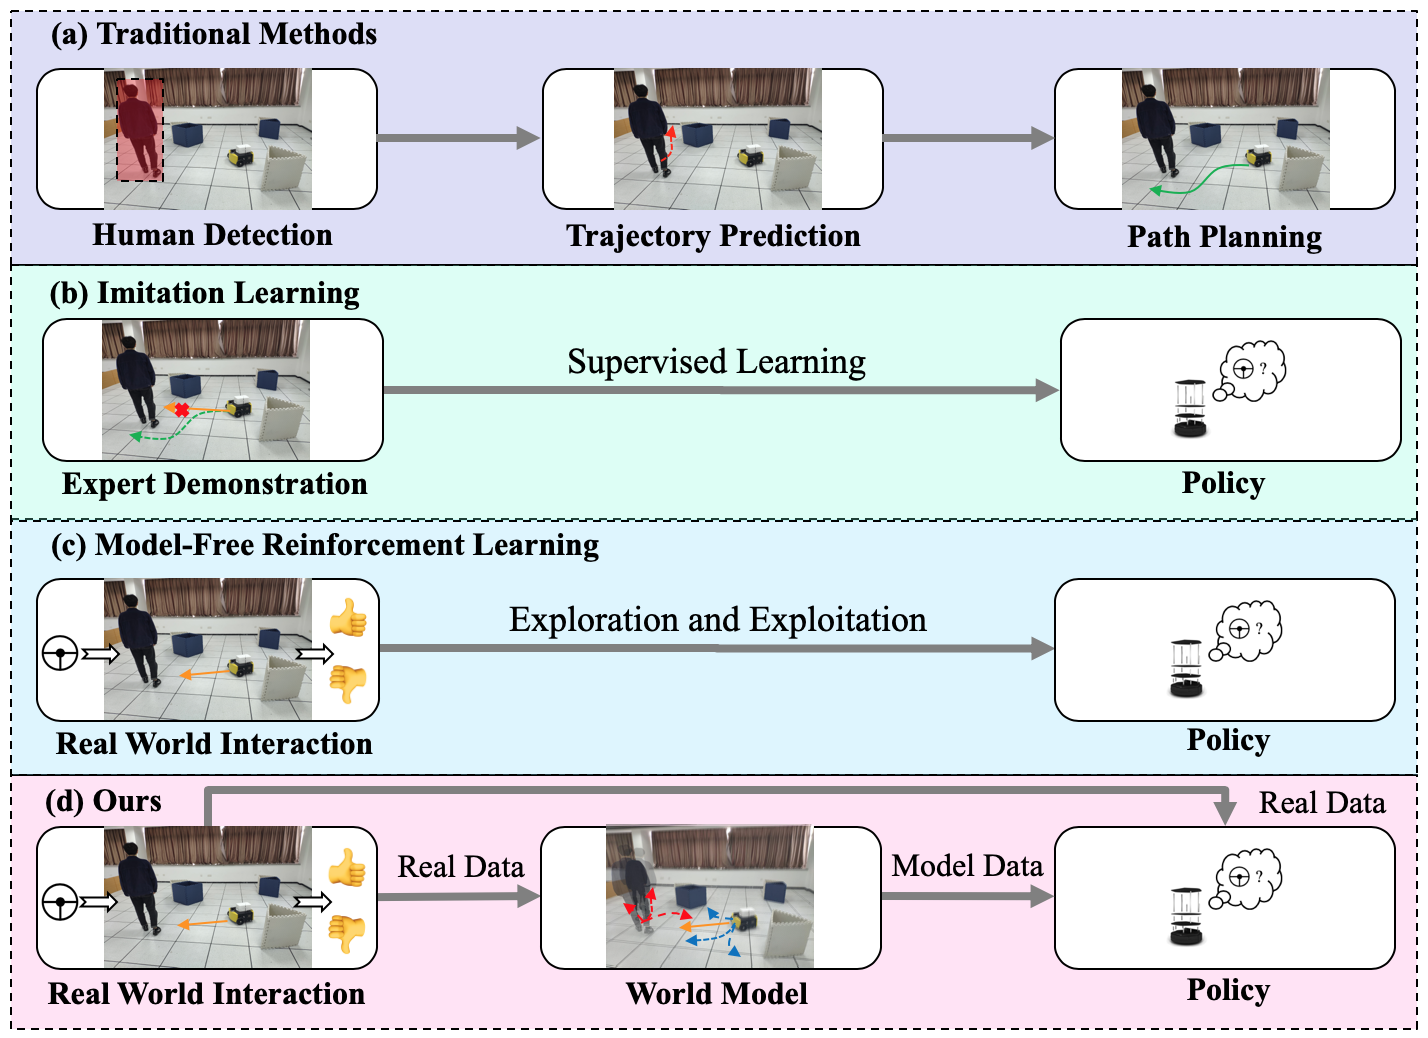 (a) Traditional Methods
Human Detection
Trajectory Prediction
Path Planning
(b) Imitation Learning
Supervised Learning
?
Expert Demonstration
Policy
(c) Model-Free Reinforcement Learning
Exploration and Exploitation
?
Real World Interaction
Policy
(d) Ours
Real Data
Real Data
Model Data
?
Real World Interaction
World Model
Policy